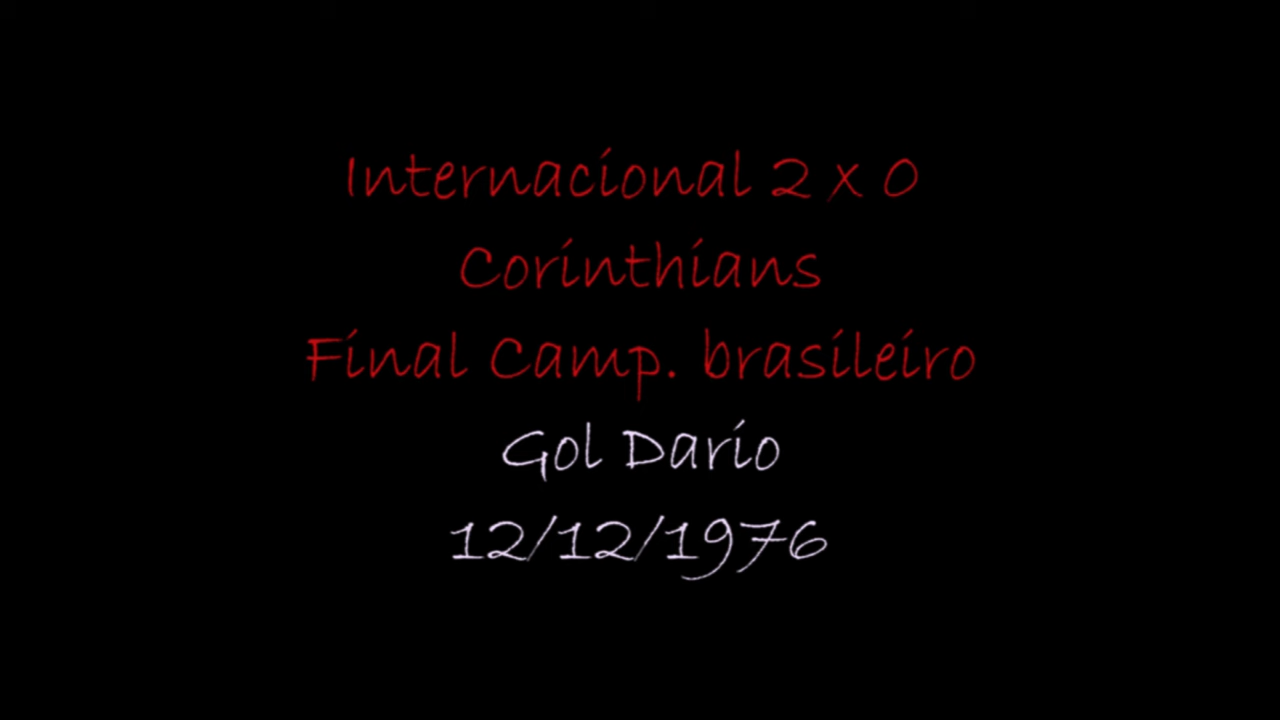 Internacional 2 x 0
Corinthians
Final Camp. brasileiro
Gol Dario
12/12/1976